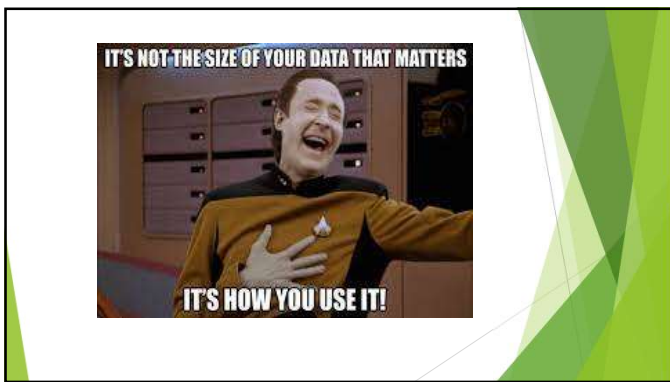 IT'S NOT THE SIZE OF YOUR DATA THAT MATTERS
IT'S HOW YOU USE IT!